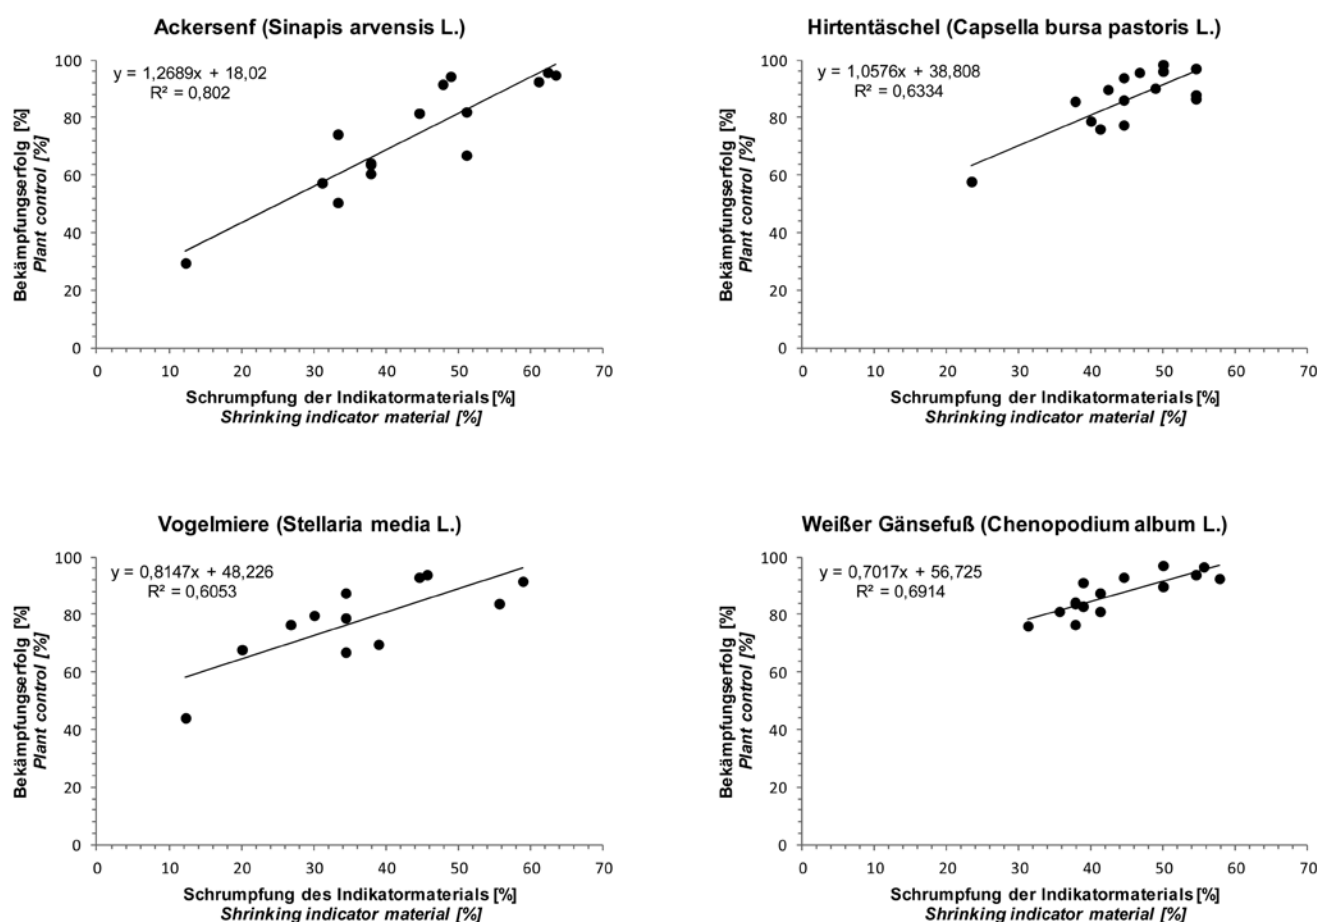 Ackersenf (Sinapis arvensis L.)
y = 1,2689x + 18,02
R² = 0,802
Bekämpfungserfolg [%]
Plant control [%]
100
80
60
40
20
0
0 10 20 30 40 50 60 70
Schrumpfung der Indikatormaterials [%]
Shrinking indicator material [%]
Hirtentäschel (Capsella bursa pastoris L.)
y = 1,0576x + 38,808
R² = 0,6334
Bekämpfungserfolg [%]
Plant control [%]
100
80
60
40
20
0
0 10 20 30 40 50 60 70
Schrumpfung der Indikatormaterials [%]
Shrinking indicator material [%]
Vogelmiere (Stellaria media L.)
y = 0,8147x + 48,226
R² = 0,6053
Bekämpfungserfolg [%]
Plant control [%]
100
80
60
40
20
0
0 10 20 30 40 50 60 70
Schrumpfung des Indikatormaterials [%]
Shrinking indicator material [%]
Weißer Gänsefuß (Chenopodium album L.)
y = 0,7017x + 56,725
R² = 0,6914
Bekämpfungserfolg [%]
Plant control [%]
100
80
60
40
20
0
0 10 20 30 40 50 60 70
Schrumpfung der Indikatormaterials [%]
Shrinking indicator material [%]